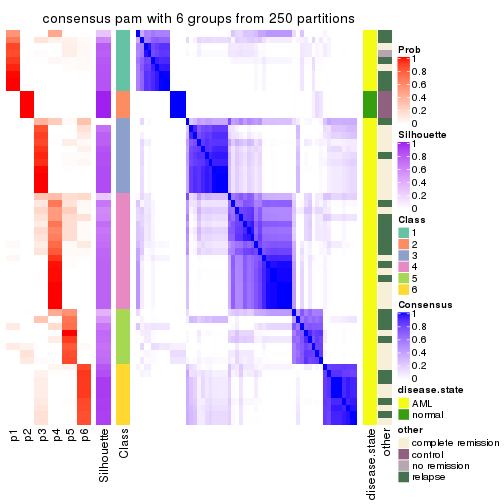 consensus pam with 6 groups from 250 partitions
Prob
1
0.8
0.6
0.4
0.2
0
Silhouette
1
0.8
0.6
0.4
0.2
0
Class
1
2
3
4
5
6
Consensus
1
0.8
0.6
0.4
0.2
0
disease.state
AML
normal
other
complete remission
control
no remission
relapse
p1
p2
p3
p4
p5
p6
Silhouette
Class
disease.state
other